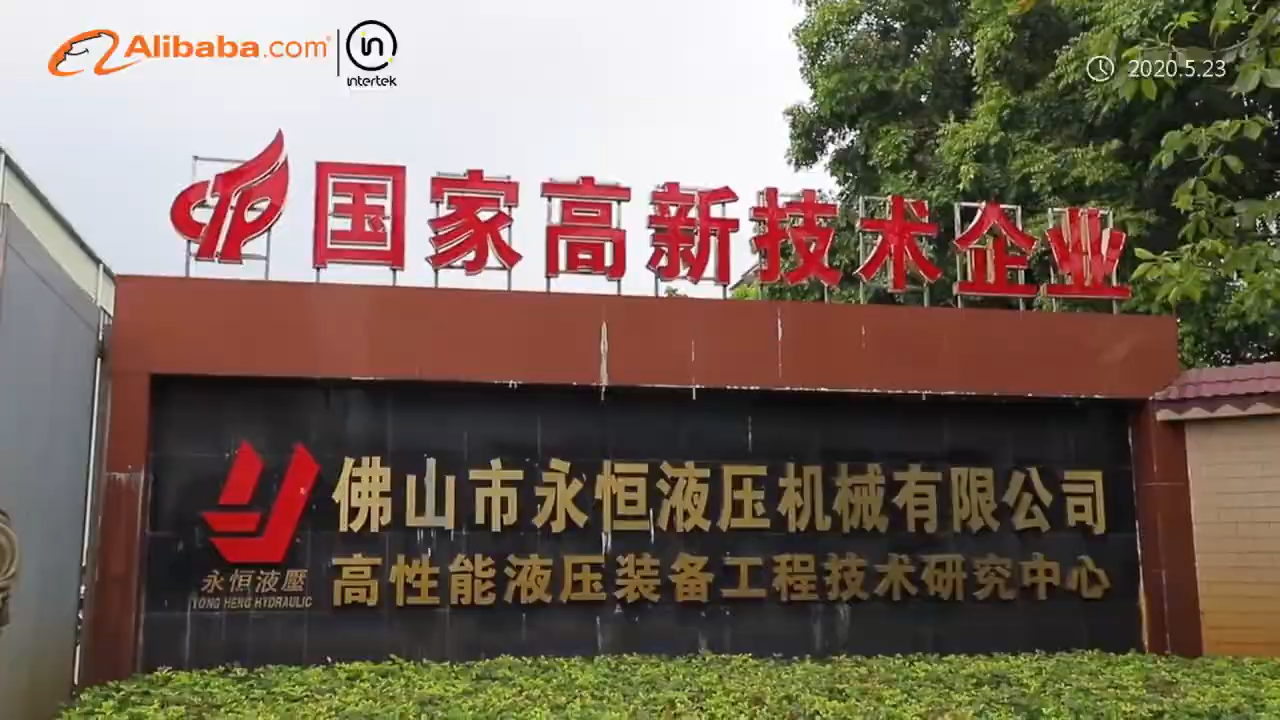 Alibaba.com
intertek
2020.5.23
国家高新技术企业
佛山市永恒液压机械有限公司
高性能液压装备工程技术研究中心
永恒液壓
YONG HENG HYDRAULIC